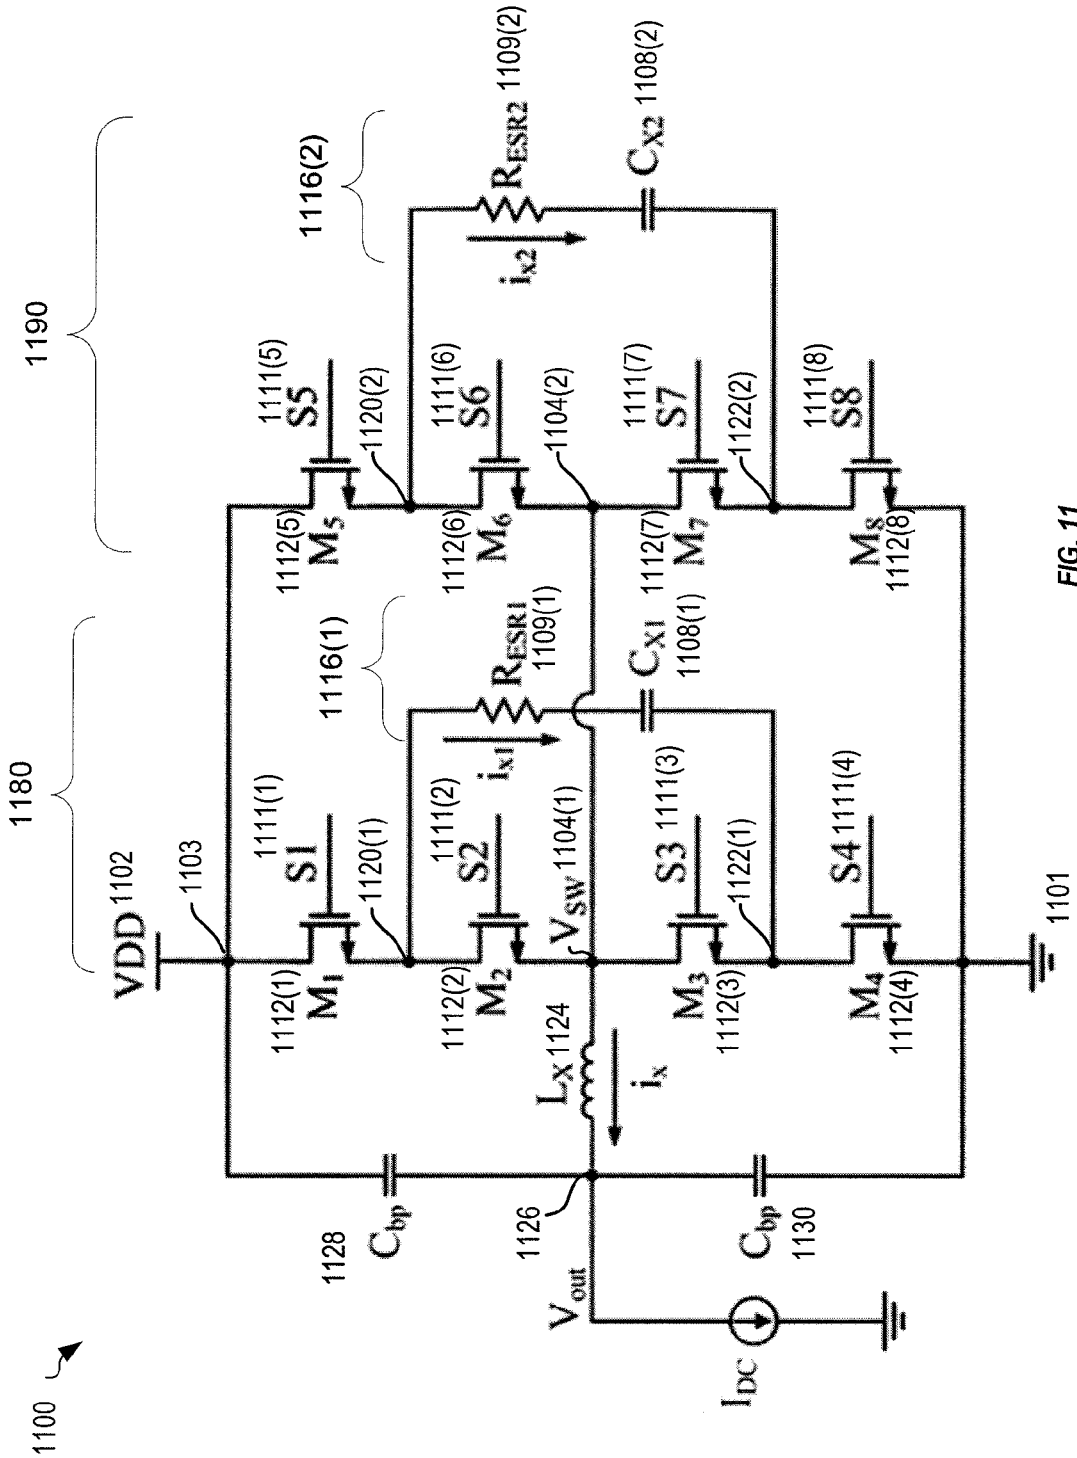 1100
1180
1190
1116(1)
1116(2)
VDD 1102
1103
S1 1111(1)
S5 1111(5)
1112(1)
M1
1112(5)
M5
1120(1)
1120(2)
RESR1
1109(1)
RESR2 1109(2)
1128
Cbp
1112(2)
M2
S2 1111(2)
ix1
1112(6)
M6
S6 1111(6)
ix2
LX 1124
VSW 1104(1)
1104(2)
1126
Vout
ix
CX1
1108(1)
CX2 1108(2)
M3
1112(3)
S3 1111(3)
1112(7)
M7
S7 1111(7)
Cbp
1130
1122(1)
1122(2)
IDC
M4
1112(4)
S4 1111(4)
M8
1112(8)
S8 1111(8)
1101
FIG. 11